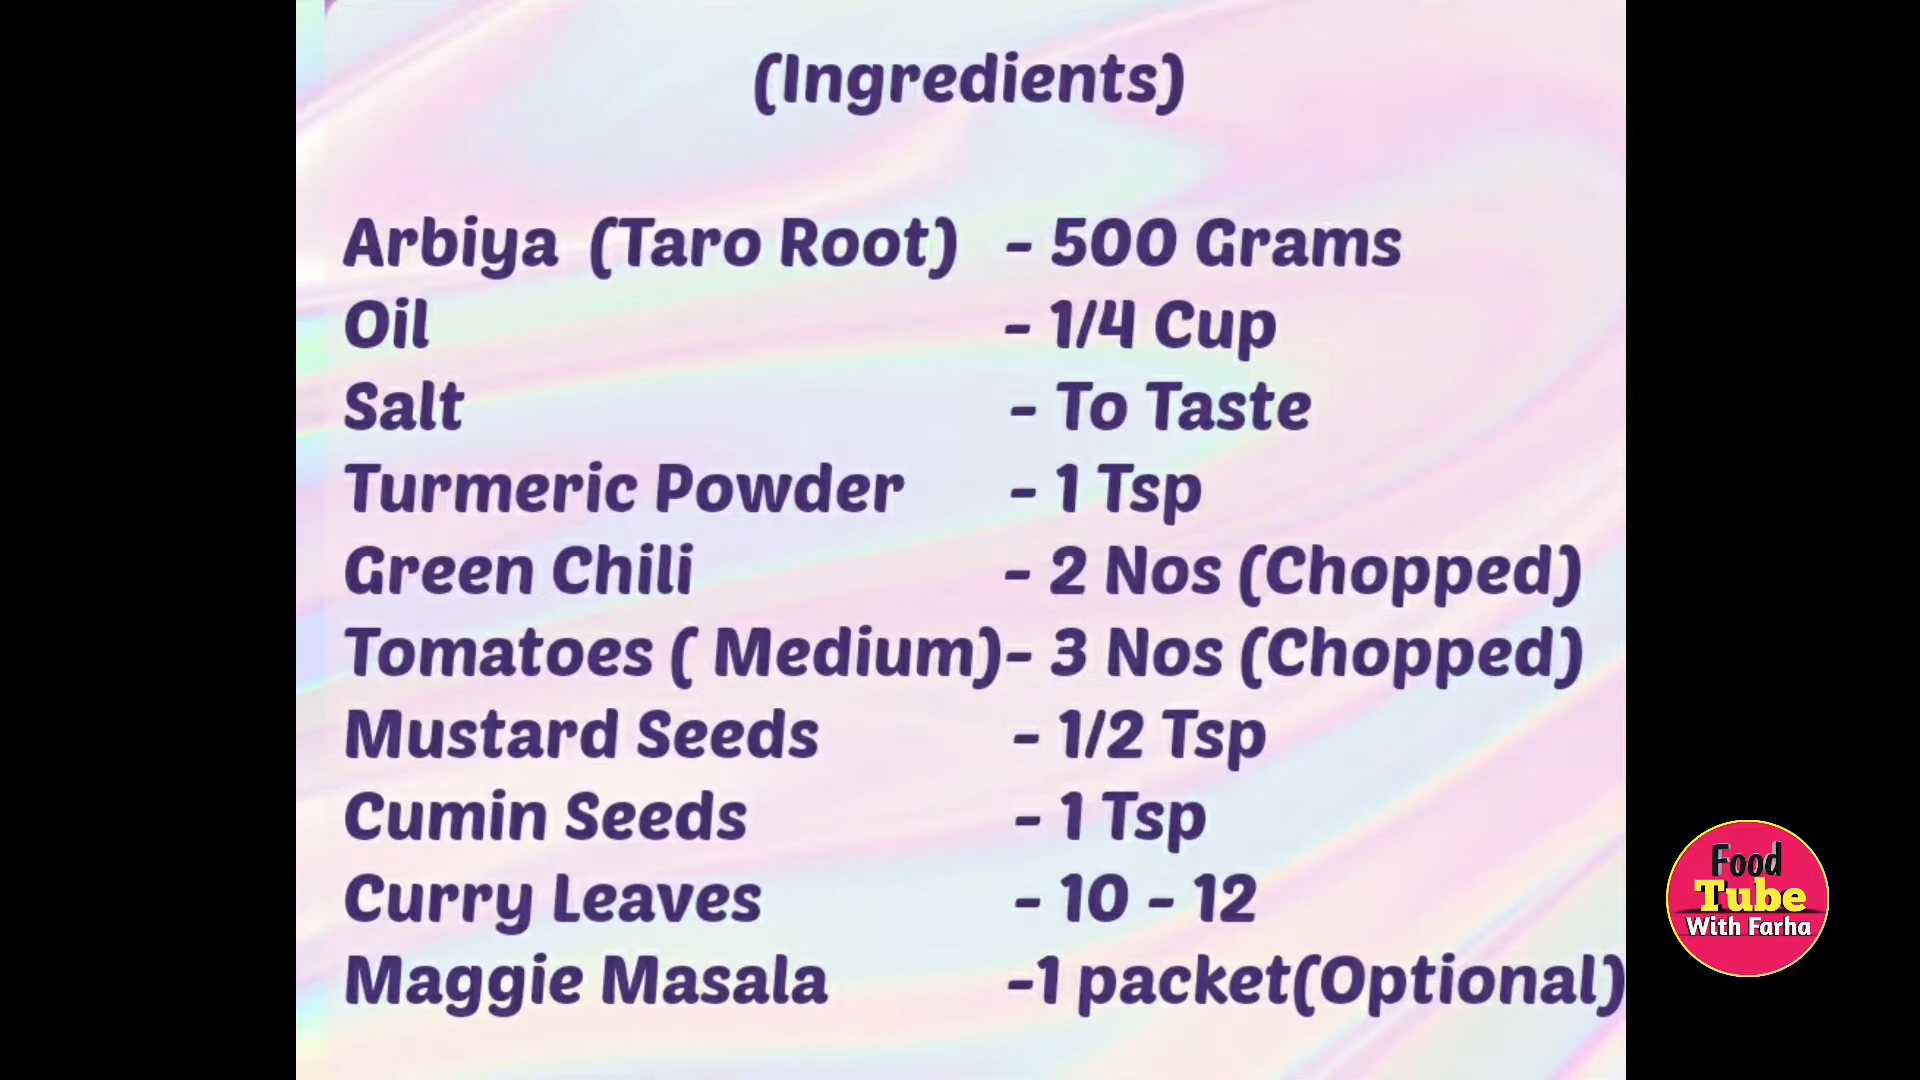 (Ingredients)
Arbiya (Taro Root) - 500 Grams
Oil - 1/4 Cup
Salt - To Taste
Turmeric Powder - 1 Tsp
Green Chili - 2 Nos (Chopped)
Tomatoes ( Medium)- 3 Nos (Chopped)
Mustard Seeds - 1/2 Tsp
Cumin Seeds - 1 Tsp
Curry Leaves - 10 - 12
Maggie Masala -1 packet(Optional)
Food
Tube
With Farha